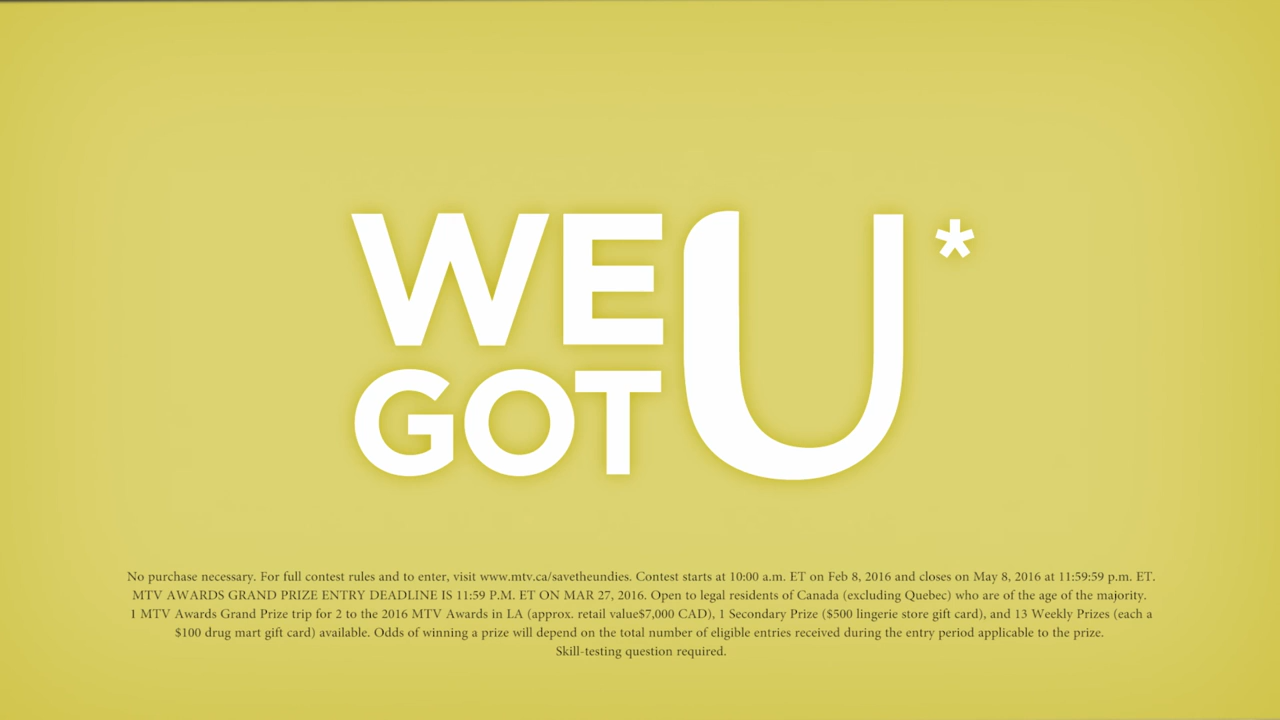 WE
GOT U*
No purchase necessary. For full contest rules and to enter, visit www.mtv.ca/savetheundies. Contest starts at 10:00 a.m. ET on Feb 8, 2016 and closes on May 8, 2016 at 11:59:59 p.m. ET.
MTV AWARDS GRAND PRIZE ENTRY DEADLINE IS 11:59 P.M. ET ON MAR 27, 2016. Open to legal residents of Canada (excluding Quebec) who are of the age of the majority.
1 MTV Awards Grand Prize trip for 2 to the 2016 MTV Awards in LA (approx. retail value$7,000 CAD), 1 Secondary Prize ($500 lingerie store gift card), and 13 Weekly Prizes (each a
$100 drug mart gift card) available. Odds of winning a prize will depend on the total number of eligible entries received during the entry period applicable to the prize.
Skill-testing question required.